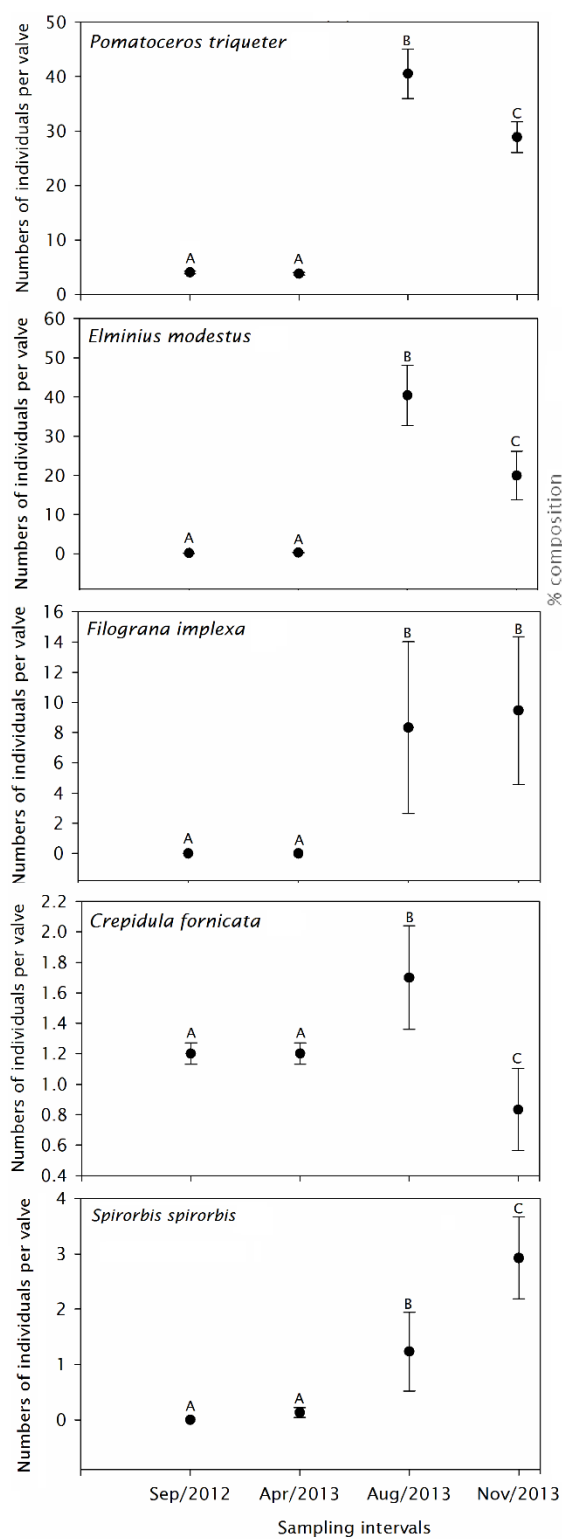 Numbers of individuals per valve
Pomatoceros triqueter
50
40
30
20
10
0
A
A
B
C
Numbers of individuals per valve
Elminius modestus
60
50
40
30
20
10
0
A
A
B
C
% composition
Numbers of individuals per valve
Filograna implexa
16
14
12
10
8
6
4
2
0
A
A
B
B
Numbers of individuals per valve
Crepidula fornicata
2.2
2.0
1.8
1.6
1.4
1.2
1.0
0.8
0.6
0.4
A
A
B
C
Numbers of individuals per valve
Spirorbis spirorbis
4
3
2
1
0
A
A
B
C
Sep/2012 Apr/2013 Aug/2013 Nov/2013
Sampling intervals